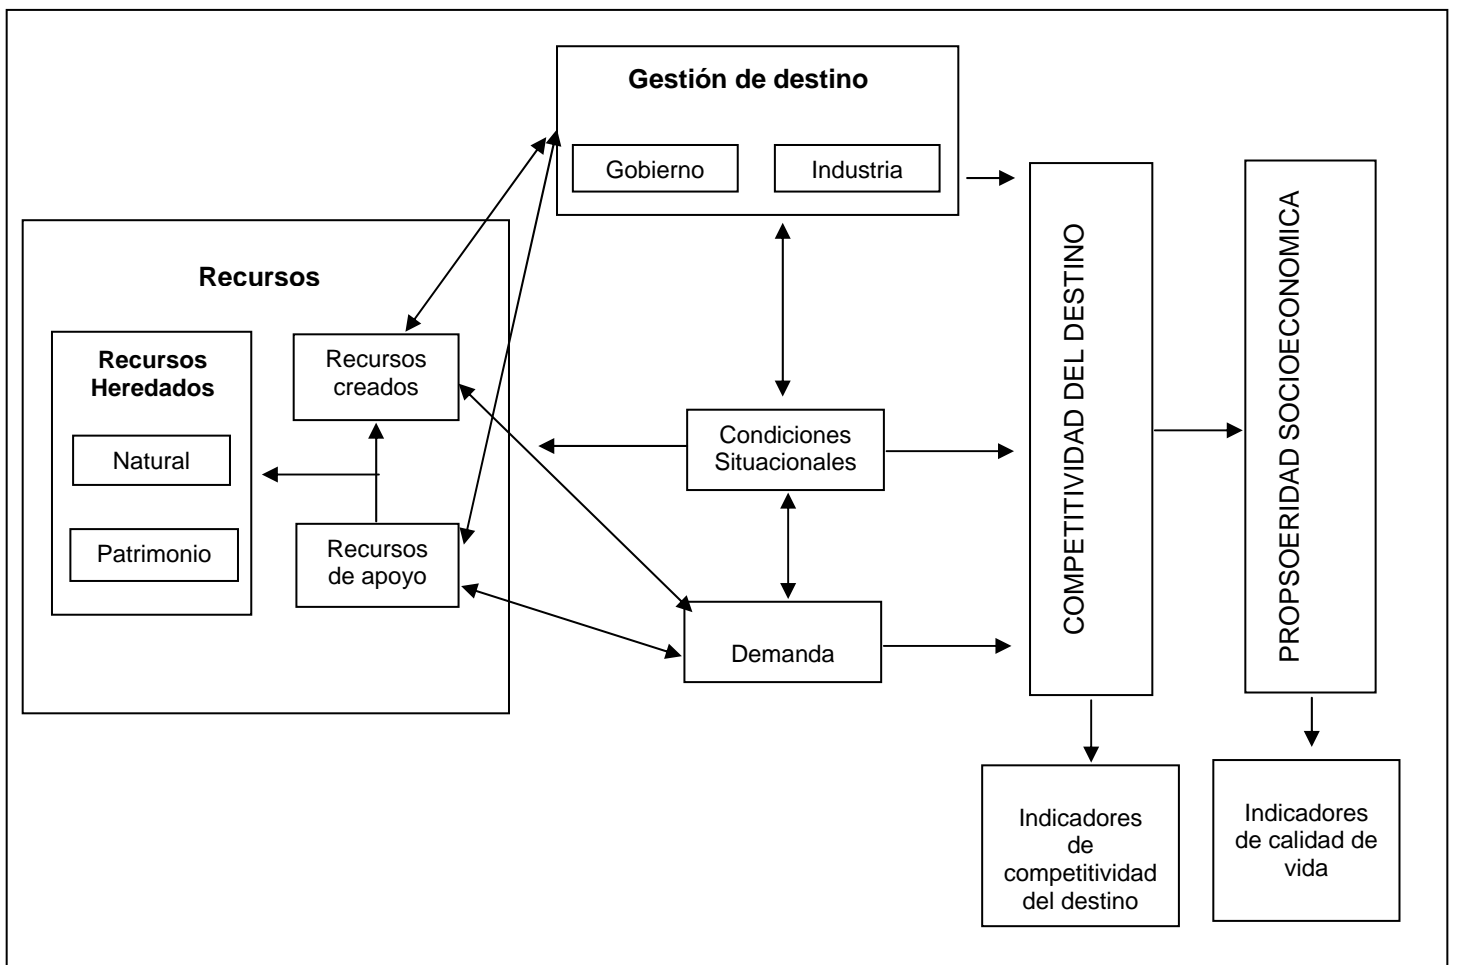 Gestión de destino
Gobierno
Industria
Recursos
Recursos
Heredados
Natural
Patrimonio
Recursos
creados
Recursos
de apoyo
Condiciones
Situacionales
Demanda
COMPETITIVIDAD DEL DESTINO
PROPSOERIDAD SOCIOECONOMICA
Indicadores
de
competitividad
del destino
Indicadores
de calidad de
vida